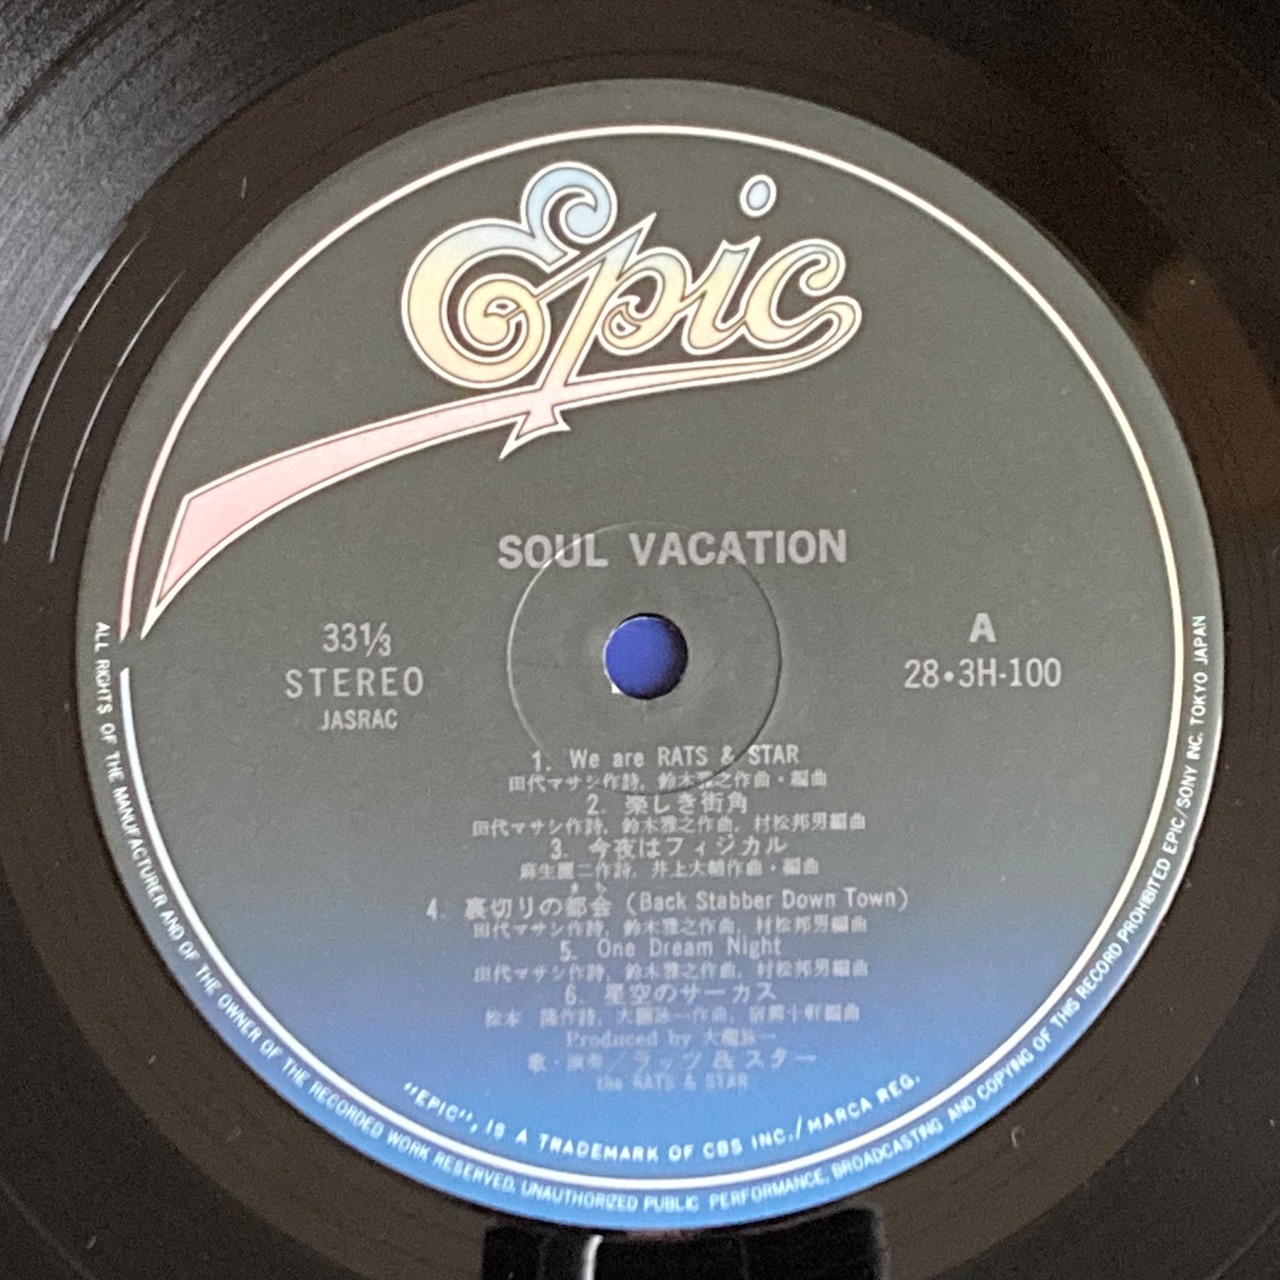 Epic
SOUL VACATION
33⅓
STEREO
JASRAC
A
28・3H-100
1. We are RATS & STAR
田代マサシ作詩, 鈴木雅之作曲・編曲
2. 楽しき街角
田代マサシ作詩, 鈴木雅之作曲, 村松邦男編曲
3. 今夜はフィジカル
麻生麗二作詩, 井上大輔作曲・編曲
4. 裏切りの都会 (Back Stabber Down Town)
田代マサシ作詩, 鈴木雅之作曲, 村松邦男編曲
5. One Dream Night
田代マサシ作詩, 鈴木雅之作曲, 村松邦男編曲
6. 星空のサーカス
松本 隆作詩, 大瀧詠一作曲, 宿霧十軒編曲
Produced by 大瀧詠一
歌・演奏／ラッツ&スター
the RATS & STAR
"EPIC", IS A TRADEMARK OF CBS INC./MARCA REG.
ALL RIGHTS OF THE MANUFACTURER AND OF THE OWNER OF THE RECORDED WORK RESERVED. UNAUTHORIZED PUBLIC PERFORMANCE, BROADCASTING AND COPYING OF THIS RECORD PROHIBITED EPIC/SONY INC. TOKYO JAPAN